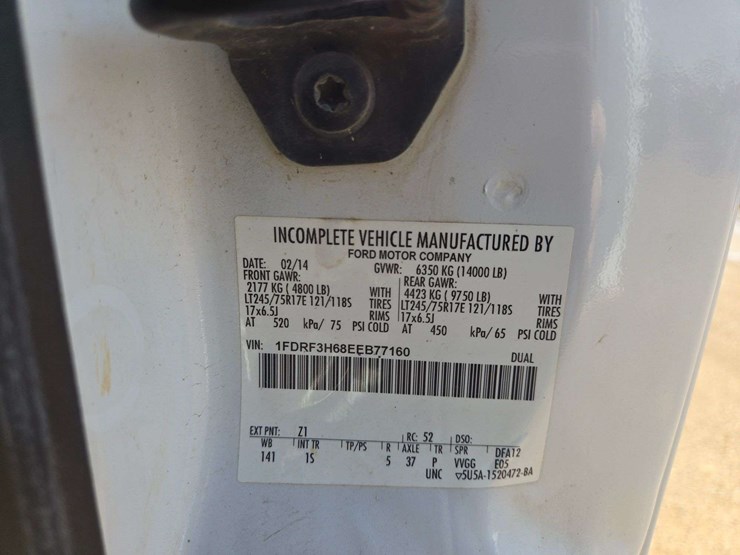 INCOMPLETE VEHICLE MANUFACTURED BY
FORD MOTOR COMPANY
DATE: 02/14 GVWR: 6350 KG (14000 LB)
FRONT GAWR: REAR GAWR:
2177 KG ( 4800 LB) WITH 4423 KG ( 9750 LB) WITH
LT245/75R17E 121/118S TIRES LT245/75R17E 121/118S TIRES
17x6.5J RIMS 17x6.5J RIMS
AT 520 kPa/ 75 PSI COLD AT 450 kPa/ 65 PSI COLD
VIN: 1FDRF3H68EEB77160 DUAL
EXT PNT: Z1 RC: 52 DSO:
WB INT TR TP/PS R AXLE TR SPR DFA12
141 1S 5 37 P VVGG E05
UNC ▽5U5A-1520472-BA